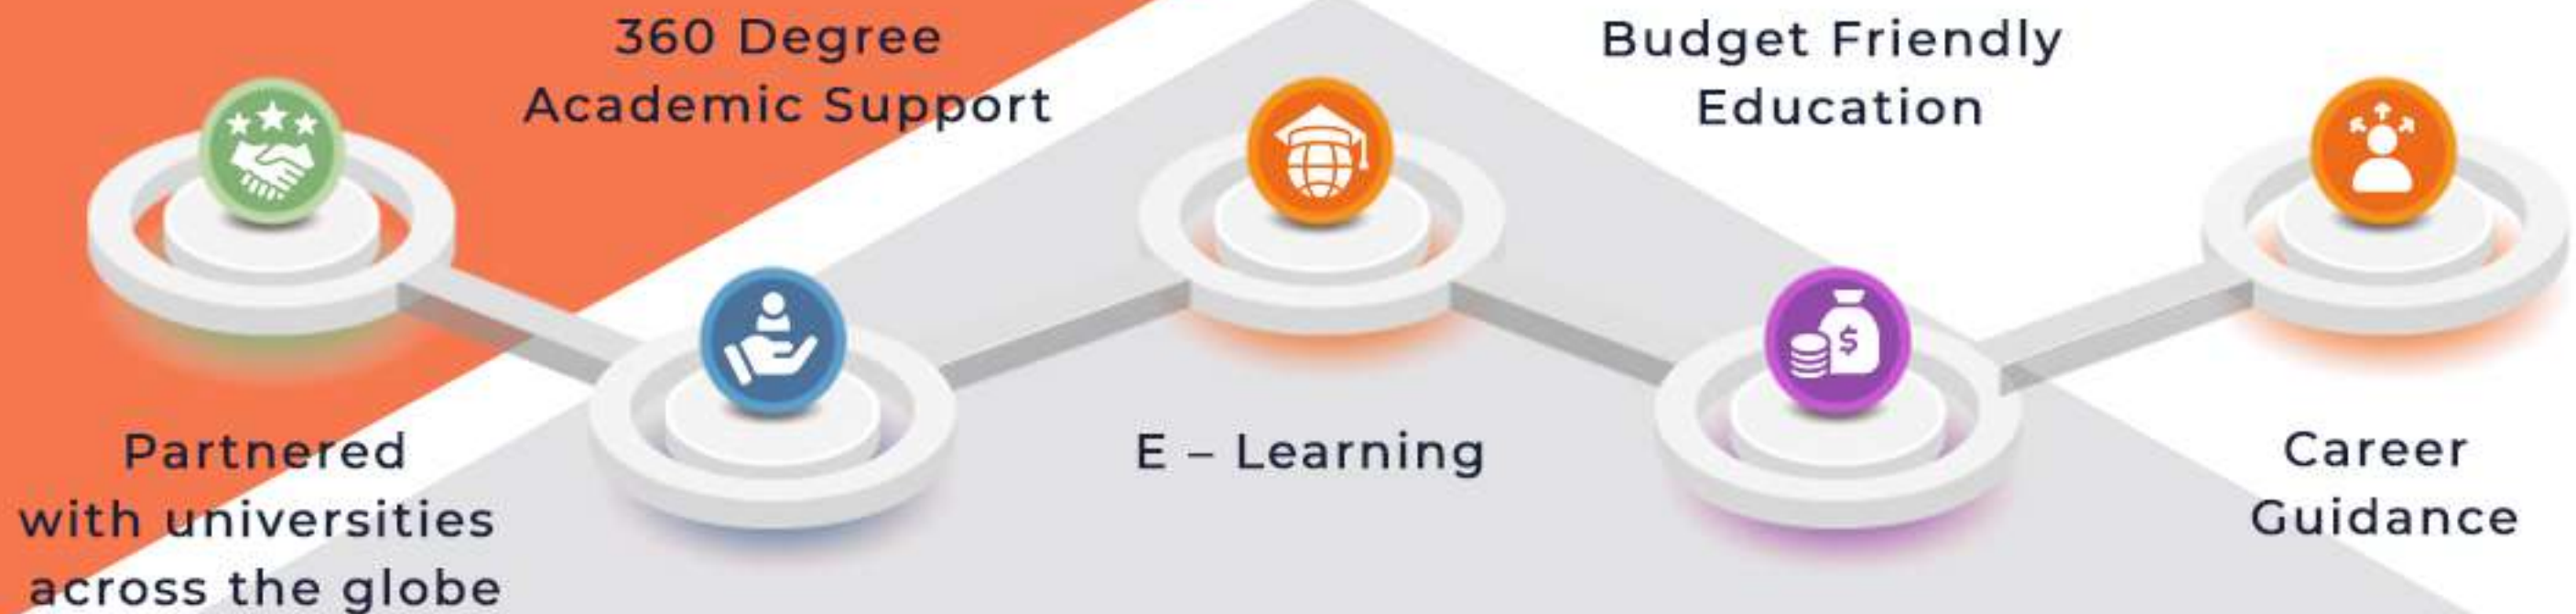 Partnered
with universities
across the globe
360 Degree
Academic Support
E – Learning
Budget Friendly
Education
Career
Guidance
$